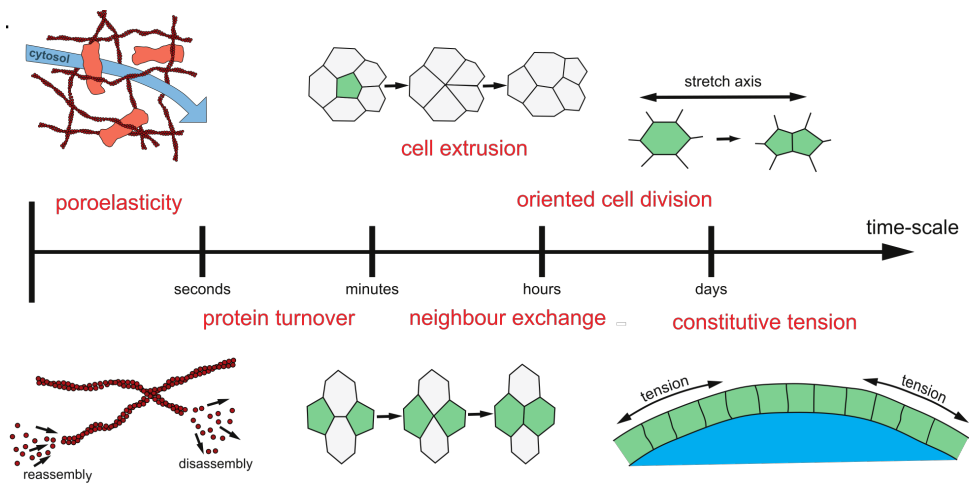 cytosol
stretch axis
cell extrusion
poroelasticity
oriented cell division
time-scale
seconds
minutes
hours
days
protein turnover
neighbour exchange
constitutive tension
tension
tension
disassembly
reassembly